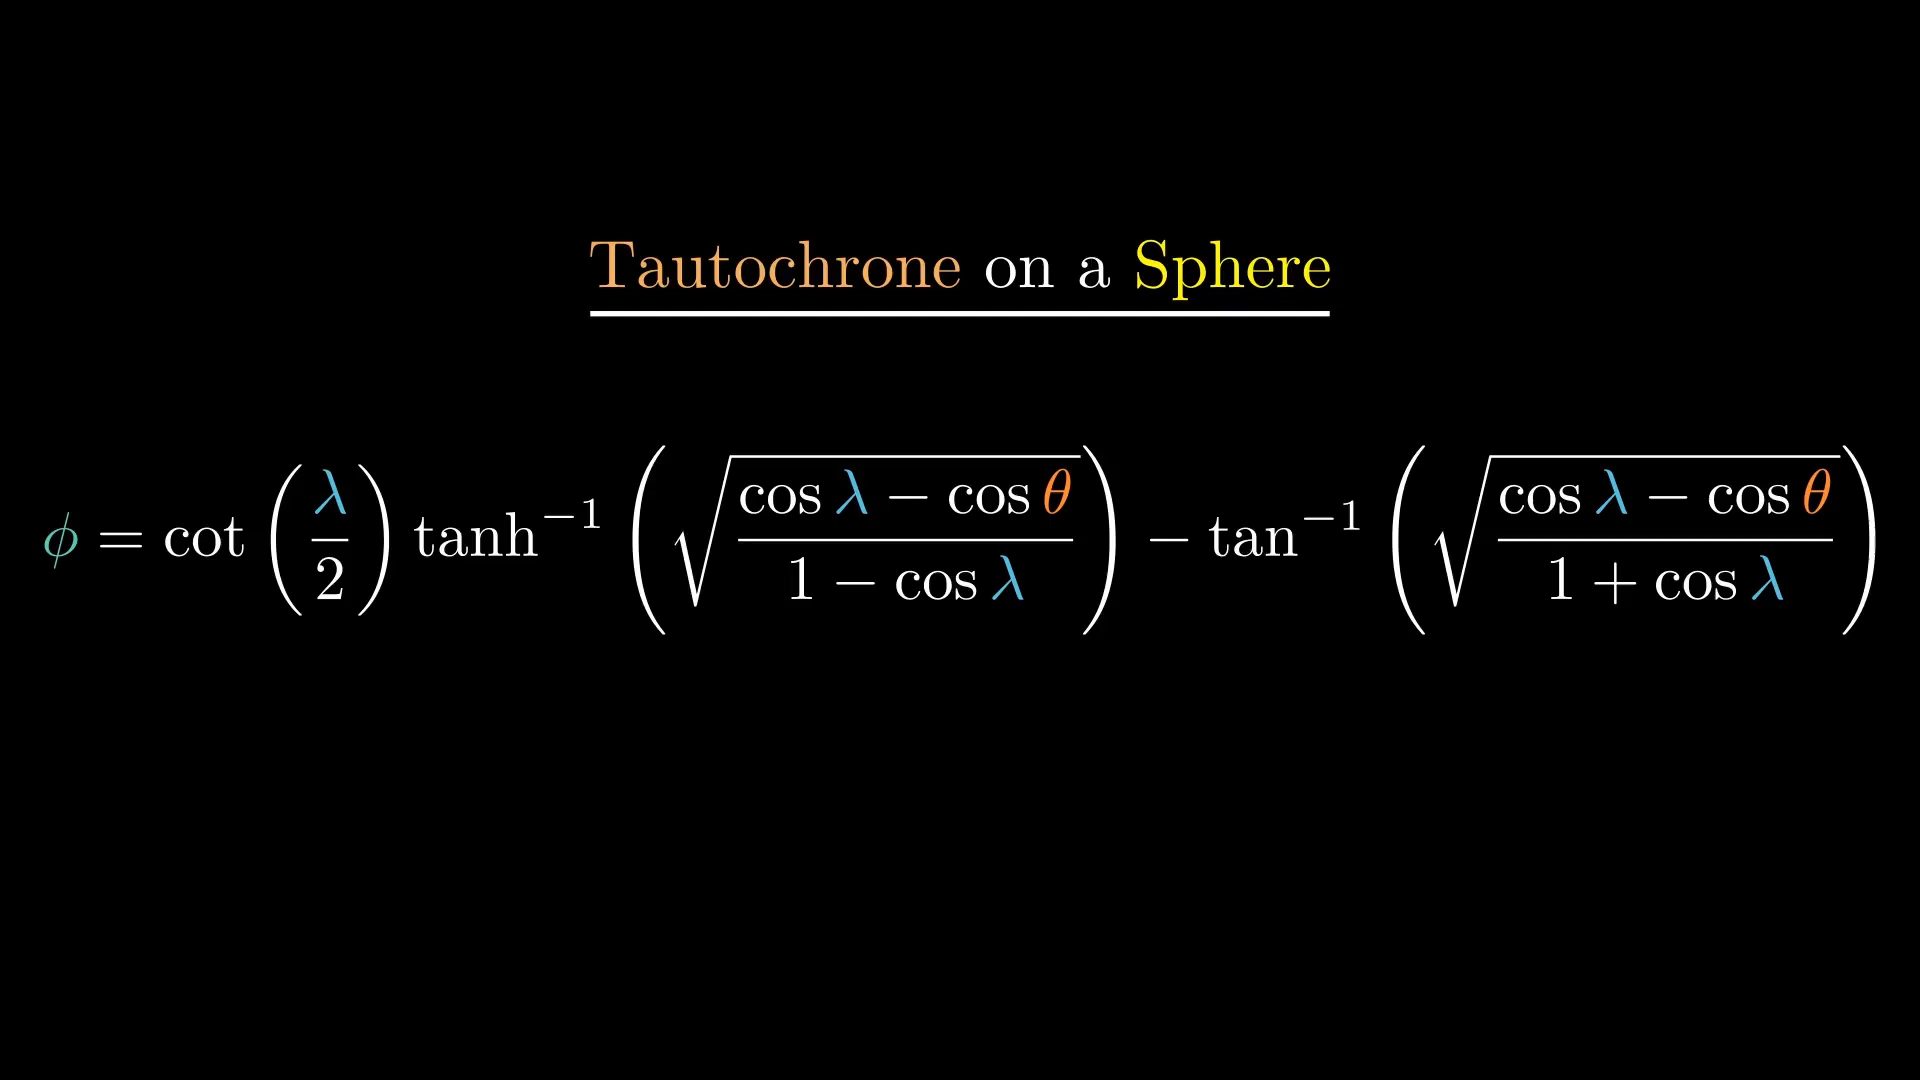 Tautochrone on a Sphere
ϕ = cot(λ/2) tanh⁻¹(√((cos λ − cos θ)/(1 − cos λ))) − tan⁻¹(√((cos λ − cos θ)/(1 + cos λ)))